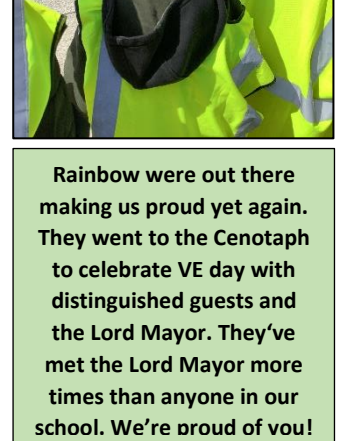 Rainbow were out there
making us proud yet again.
They went to the Cenotaph
to celebrate VE day with
distinguished guests and
the Lord Mayor. They‘ve
met the Lord Mayor more
times than anyone in our
school. We’re proud of you!